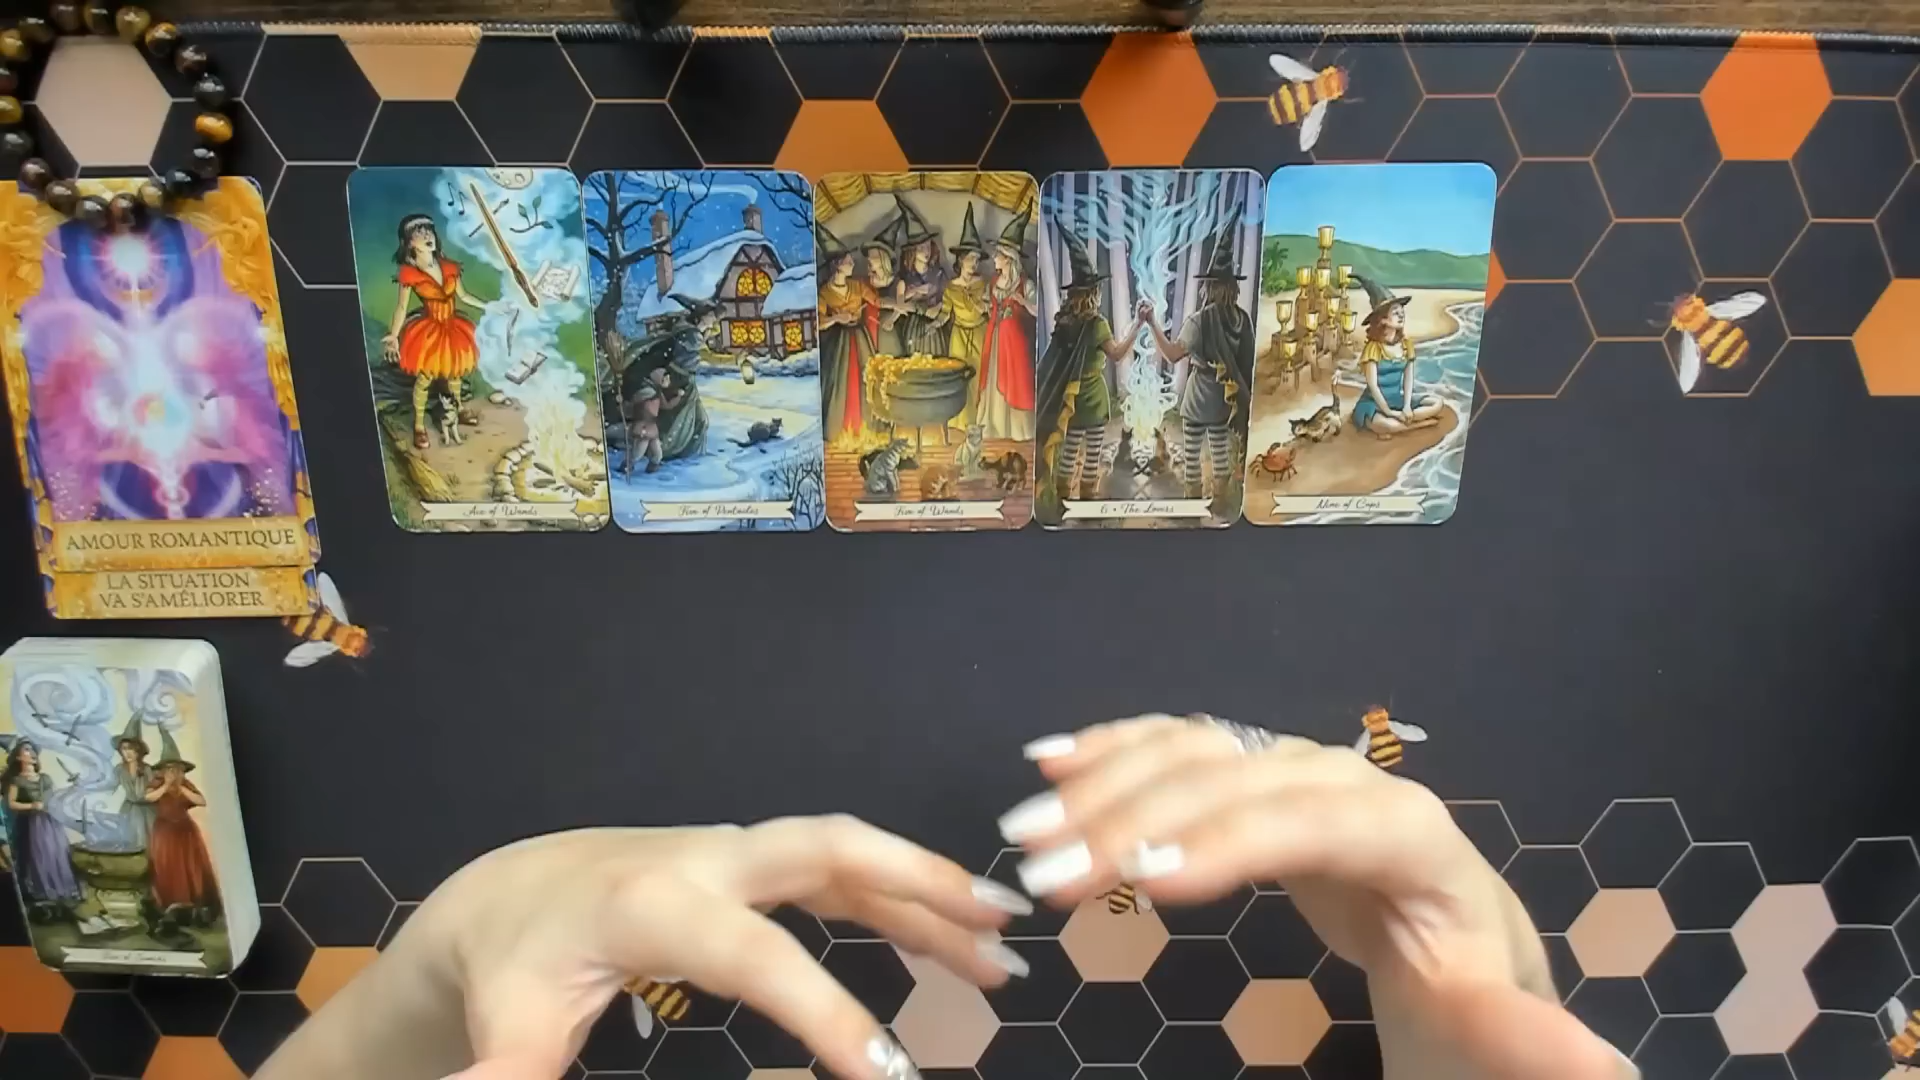 AMOUR ROMANTIQUE
LA SITUATION
VA S'AMÉLIORER
Ace of Wands
Five of Pentacles
Five of Wands
6 • The Lovers
Nine of Cups